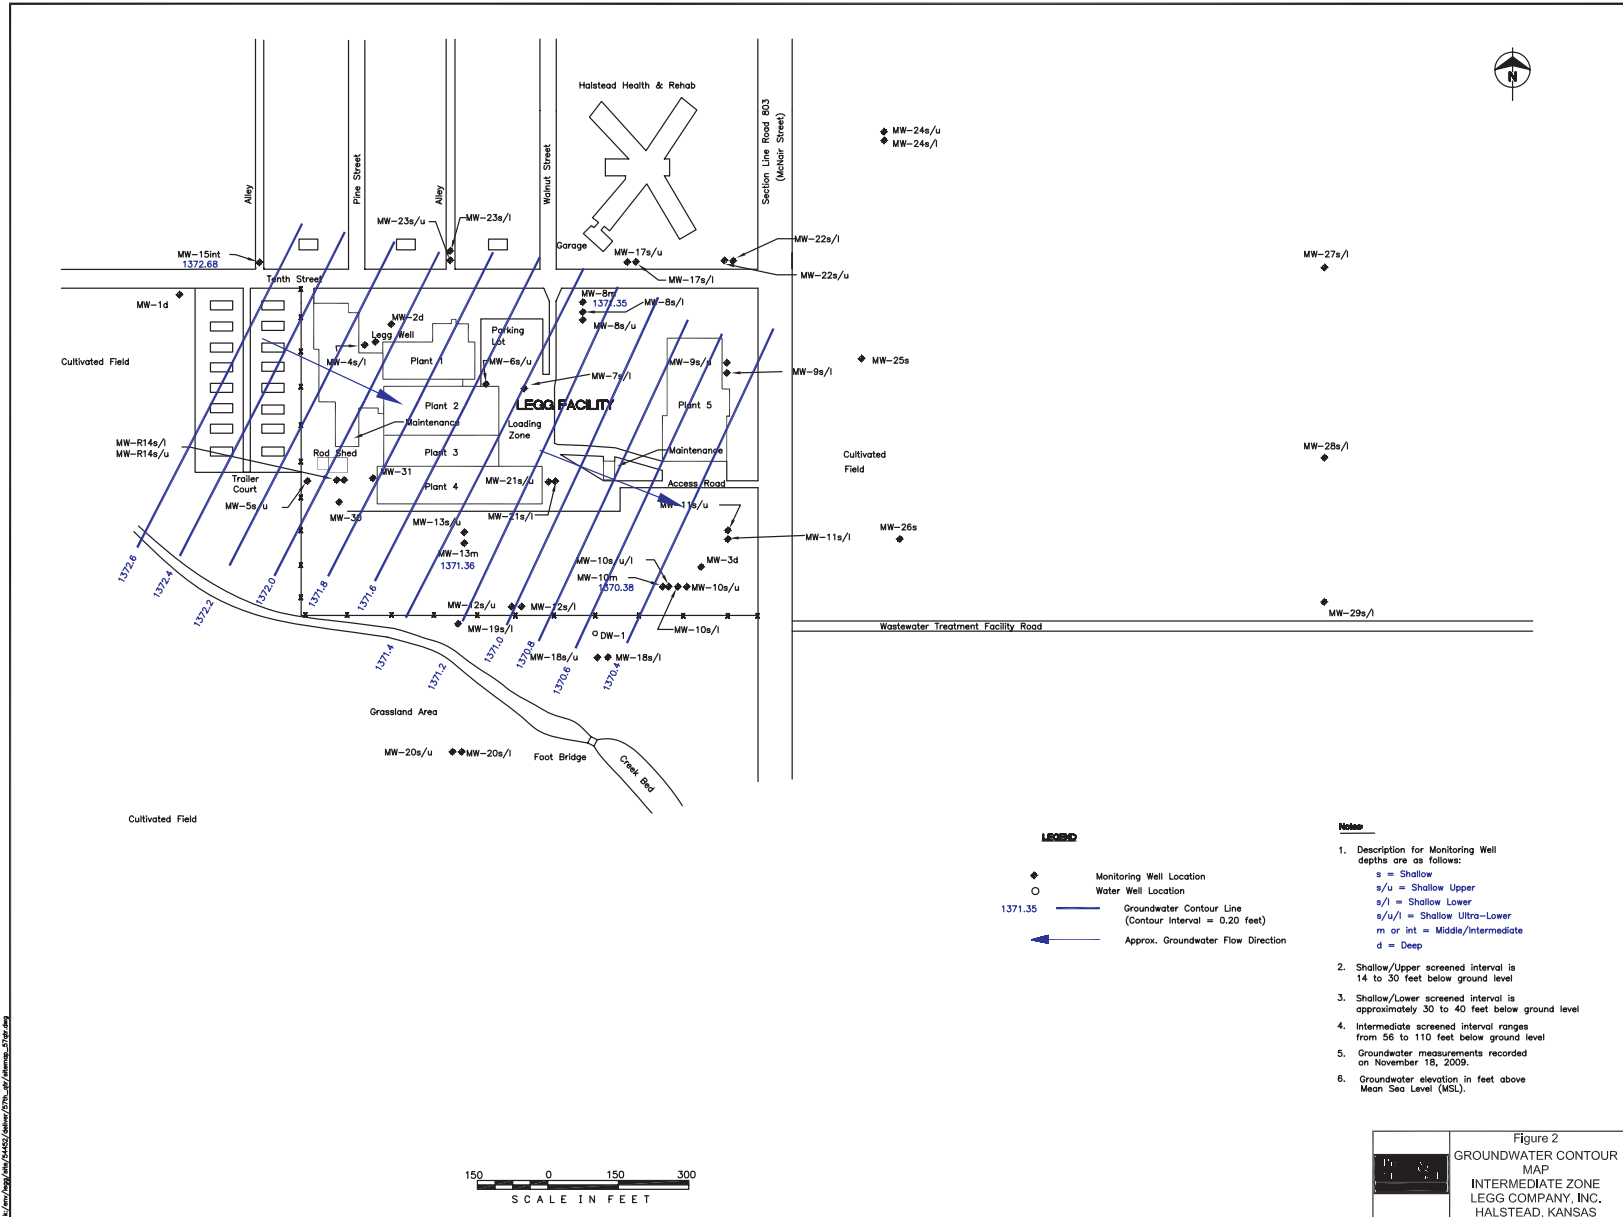 Halstead Health & Rehab
Section Line Road 803
(McNair Street)
Alley
Pine Street
Alley
Walnut Street
N
MW-24s/u
MW-24s/l
MW-23s/u
MW-23s/l
MW-15int
1372.68
Garage
MW-17s/u
MW-17s/l
MW-22s/l
MW-22s/u
MW-27s/l
Tenth Street
MW-1d
MW-8m
1371.35
MW-8s/l
MW-8s/u
MW-2d
Legg Well
Parking
Lot
Cultivated Field
MW-4s/l
Plant 1
MW-6s/u
MW-9s/u
MW-25s
MW-7s/l
MW-9s/l
Plant 2
LEGG FACILITY
Plant 5
Maintenance
Loading
Zone
MW-R14s/l
MW-R14s/u
Rod Shed
Plant 3
Maintenance
Cultivated
Field
MW-28s/l
Trailer
Court
MW-31
Plant 4
MW-21s/u
Access Road
MW-5s/u
MW-30
MW-13s/u
MW-21s/l
MW-11s/u
MW-26s
MW-11s/l
MW-13m
1371.36
MW-10s/u/l
MW-3d
MW-10m
1370.38
MW-10s/u
MW-12s/u
MW-12s/l
MW-29s/l
MW-19s/l
DW-1
MW-10s/l
Wastewater Treatment Facility Road
MW-18s/u
MW-18s/l
1372.6
1372.4
1372.2
1372.0
1371.8
1371.6
1371.4
1371.2
1371.0
1370.8
1370.6
1370.4
Grassland Area
MW-20s/u
MW-20s/l
Foot Bridge
Creek Bed
Cultivated Field
LEGEND
Monitoring Well Location
Water Well Location
1371.35
Groundwater Contour Line
(Contour Interval = 0.20 feet)
Approx. Groundwater Flow Direction
Notes
1. Description for Monitoring Well
depths are as follows:
s = Shallow
s/u = Shallow Upper
s/l = Shallow Lower
s/u/l = Shallow Ultra-Lower
m or int = Middle/Intermediate
d = Deep
2. Shallow/Upper screened interval is
14 to 30 feet below ground level
3. Shallow/Lower screened interval is
approximately 30 to 40 feet below ground level
4. Intermediate screened interval ranges
from 56 to 110 feet below ground level
5. Groundwater measurements recorded
on November 18, 2009.
6. Groundwater elevation in feet above
Mean Sea Level (MSL).
150 0 150 300
SCALE IN FEET
Figure 2
GROUNDWATER CONTOUR
MAP
INTERMEDIATE ZONE
LEGG COMPANY, INC.
HALSTEAD, KANSAS